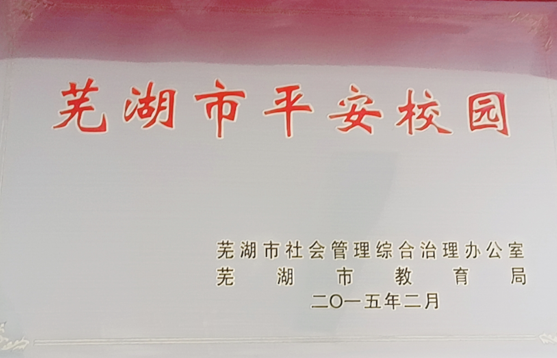 芜湖市平安校园
芜湖市社会管理综合治理办公室
芜湖市教育局
二〇一五年二月